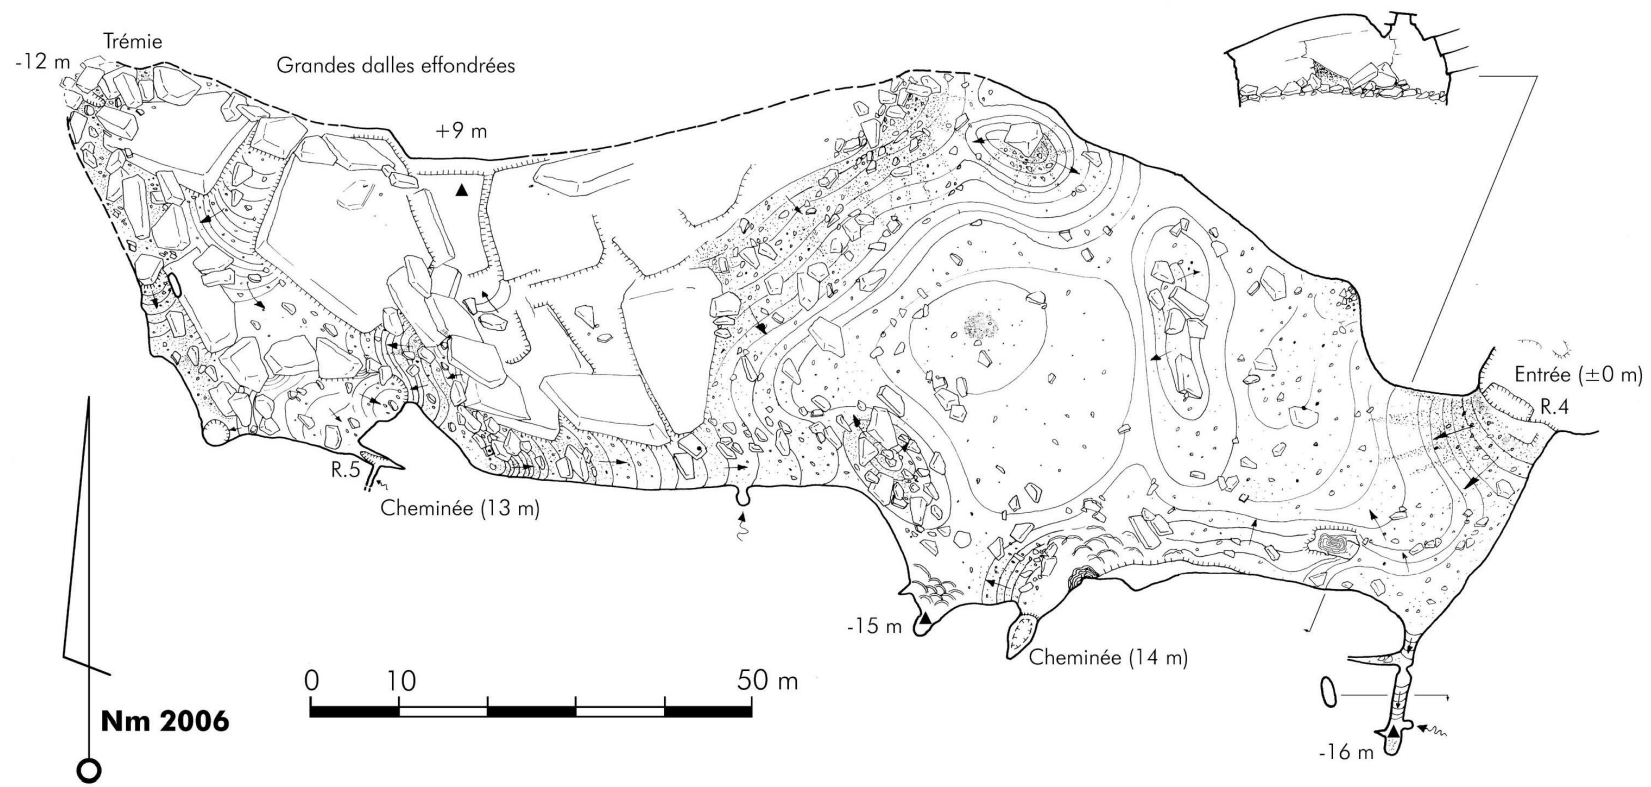 Trémie
-12 m
Grandes dalles effondrées
+9 m
Entrée (±0 m)
R.4
R.5
Cheminée (13 m)
-15 m
Cheminée (14 m)
0 10 50 m
Nm 2006
-16 m